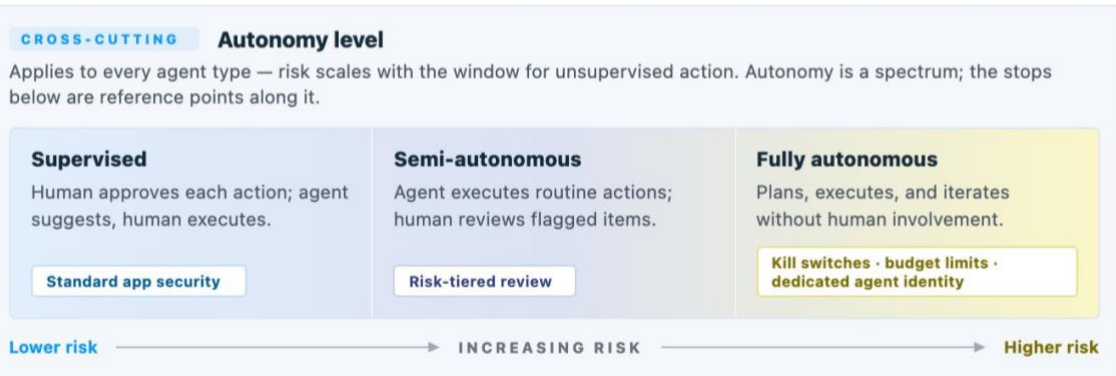 CROSS-CUTTING Autonomy level
Applies to every agent type — risk scales with the window for unsupervised action. Autonomy is a spectrum; the stops
below are reference points along it.
Supervised
Human approves each action; agent
suggests, human executes.
Standard app security
Semi-autonomous
Agent executes routine actions;
human reviews flagged items.
Risk-tiered review
Fully autonomous
Plans, executes, and iterates
without human involvement.
Kill switches · budget limits ·
dedicated agent identity
Lower risk INCREASING RISK Higher risk